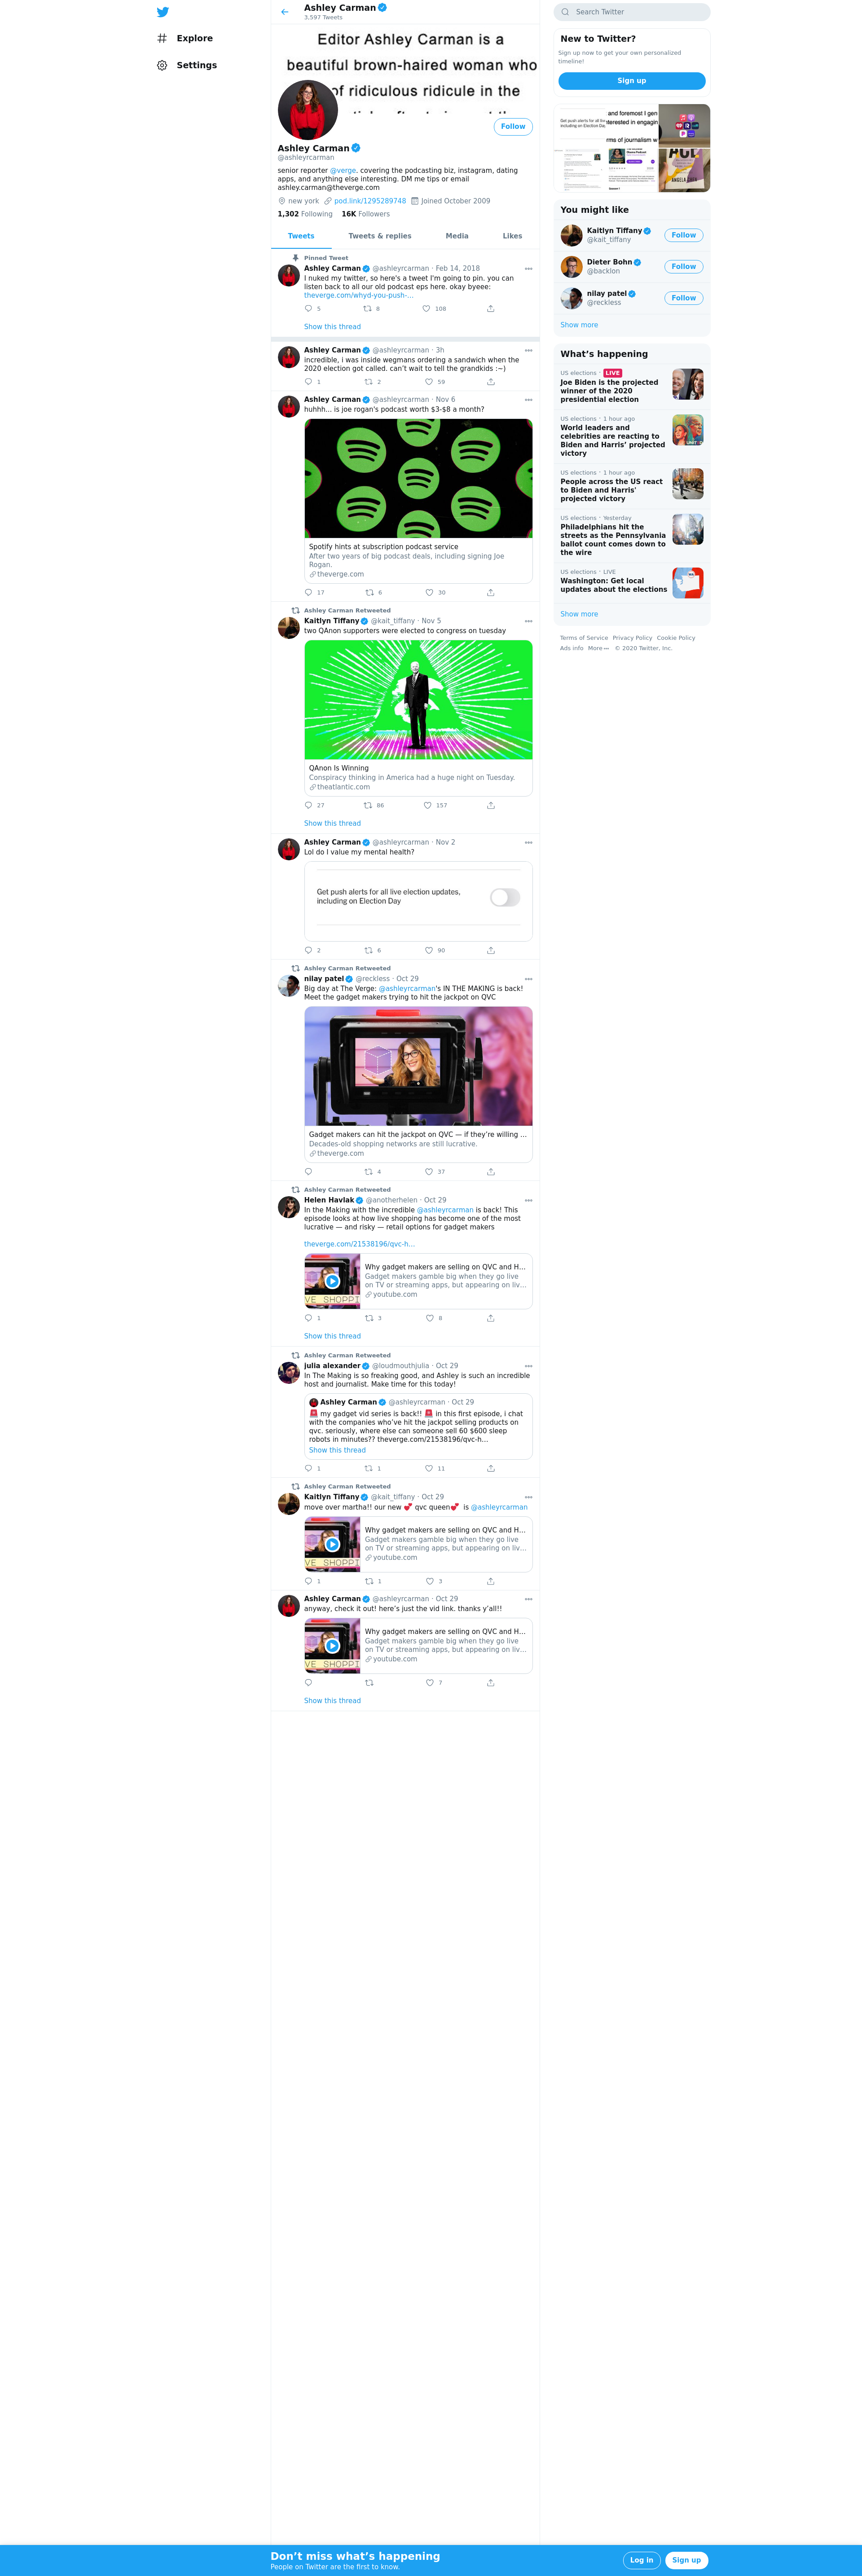 Explore
Settings
Ashley Carman
3,597 Tweets
Editor Ashley Carman is a
beautiful brown-haired woman who
of ridiculous ridicule in the
Follow
Ashley Carman
@ashleyrcarman
senior reporter @verge. covering the podcasting biz, instagram, dating
apps, and anything else interesting. DM me tips or email
ashley.carman@theverge.com
new york pod.link/1295289748 Joined October 2009
1,302 Following 16K Followers
Tweets Tweets & replies Media Likes
Pinned Tweet
Ashley Carman @ashleyrcarman · Feb 14, 2018
I nuked my twitter, so here's a tweet I'm going to pin. you can
listen back to all our old podcast eps here. okay byeee:
theverge.com/whyd-you-push-...
5 8 108
Show this thread
Ashley Carman @ashleyrcarman · 3h
incredible, i was inside wegmans ordering a sandwich when the
2020 election got called. can’t wait to tell the grandkids :~)
1 2 59
Ashley Carman @ashleyrcarman · Nov 6
huhhh... is joe rogan's podcast worth $3-$8 a month?
Spotify hints at subscription podcast service
After two years of big podcast deals, including signing Joe
Rogan.
theverge.com
17 6 30
Ashley Carman Retweeted
Kaitlyn Tiffany @kait_tiffany · Nov 5
two QAnon supporters were elected to congress on tuesday
QAnon Is Winning
Conspiracy thinking in America had a huge night on Tuesday.
theatlantic.com
27 86 157
Show this thread
Ashley Carman @ashleyrcarman · Nov 2
Lol do I value my mental health?
Get push alerts for all live election updates,
including on Election Day
2 6 90
Ashley Carman Retweeted
nilay patel @reckless · Oct 29
Big day at The Verge: @ashleyrcarman's IN THE MAKING is back!
Meet the gadget makers trying to hit the jackpot on QVC
Gadget makers can hit the jackpot on QVC — if they’re willing ...
Decades-old shopping networks are still lucrative.
theverge.com
4 37
Ashley Carman Retweeted
Helen Havlak @anotherhelen · Oct 29
In the Making with the incredible @ashleyrcarman is back! This
episode looks at how live shopping has become one of the most
lucrative — and risky — retail options for gadget makers
theverge.com/21538196/qvc-h...
VE SHOPPI
Why gadget makers are selling on QVC and H...
Gadget makers gamble big when they go live
on TV or streaming apps, but appearing on liv...
youtube.com
1 3 8
Show this thread
Ashley Carman Retweeted
julia alexander @loudmouthjulia · Oct 29
In The Making is so freaking good, and Ashley is such an incredible
host and journalist. Make time for this today!
Ashley Carman @ashleyrcarman · Oct 29
🚨 my gadget vid series is back!! 🚨 in this first episode, i chat
with the companies who’ve hit the jackpot selling products on
qvc. seriously, where else can someone sell 60 $600 sleep
robots in minutes?? theverge.com/21538196/qvc-h...
Show this thread
1 1 11
Ashley Carman Retweeted
Kaitlyn Tiffany @kait_tiffany · Oct 29
move over martha!! our new 💕 qvc queen💕 is @ashleyrcarman
VE SHOPPI
Why gadget makers are selling on QVC and H...
Gadget makers gamble big when they go live
on TV or streaming apps, but appearing on liv...
youtube.com
1 1 3
Ashley Carman @ashleyrcarman · Oct 29
anyway, check it out! here’s just the vid link. thanks y’all!!
VE SHOPPI
Why gadget makers are selling on QVC and H...
Gadget makers gamble big when they go live
on TV or streaming apps, but appearing on liv...
youtube.com
7
Show this thread
Search Twitter
New to Twitter?
Sign up now to get your own personalized
timeline!
Sign up
You might like
Kaitlyn Tiffany
@kait_tiffany
Follow
Dieter Bohn
@backlon
Follow
nilay patel
@reckless
Follow
Show more
What’s happening
US elections · LIVE
Joe Biden is the projected
winner of the 2020
presidential election
US elections · 1 hour ago
World leaders and
celebrities are reacting to
Biden and Harris’ projected
victory
US elections · 1 hour ago
People across the US react
to Biden and Harris’
projected victory
US elections · Yesterday
Philadelphians hit the
streets as the Pennsylvania
ballot count comes down to
the wire
US elections · LIVE
Washington: Get local
updates about the elections
Show more
Terms of Service Privacy Policy Cookie Policy
Ads info More © 2020 Twitter, Inc.
Don’t miss what’s happening
People on Twitter are the first to know.
Log in
Sign up